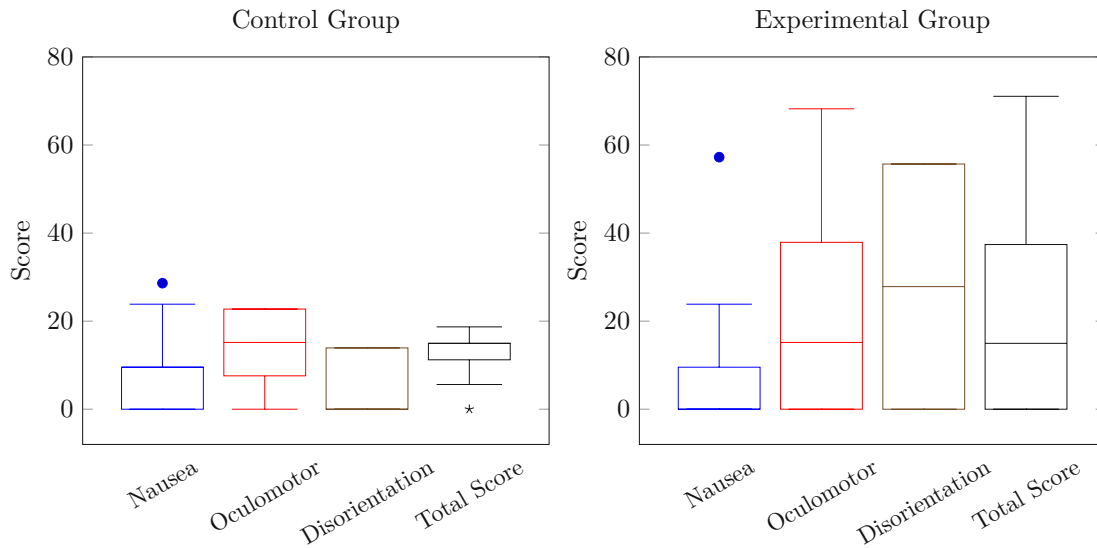 Control Group
80
60
40
20
0
Score
Nausea
Oculomotor
Disorientation
Total Score
Experimental Group
80
60
40
20
0
Score
Nausea
Oculomotor
Disorientation
Total Score